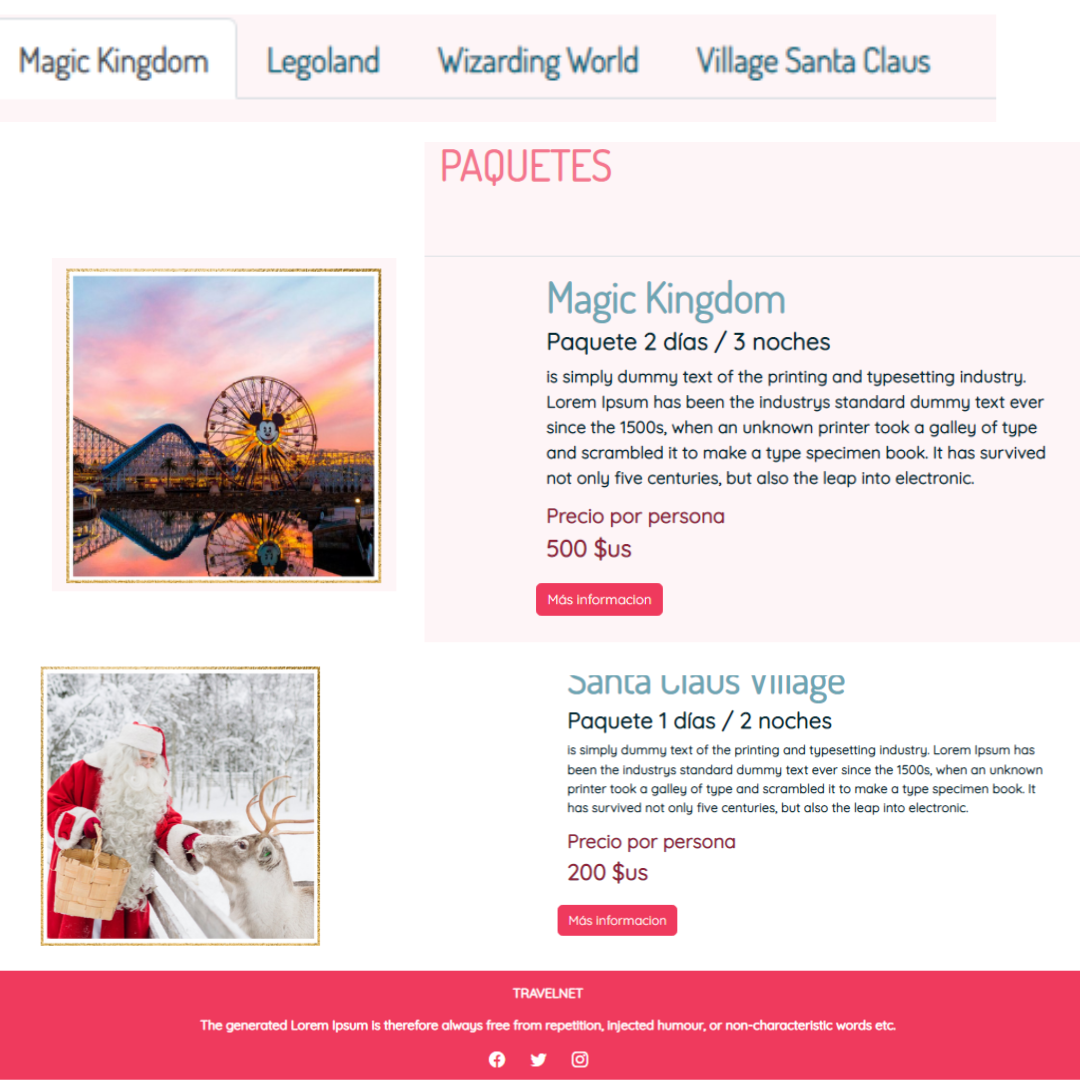 Magic Kingdom Legoland Wizarding World Village Santa Claus
PAQUETES
Magic Kingdom
Paquete 2 días / 3 noches
is simply dummy text of the printing and typesetting industry.
Lorem Ipsum has been the industrys standard dummy text ever
since the 1500s, when an unknown printer took a galley of type
and scrambled it to make a type specimen book. It has survived
not only five centuries, but also the leap into electronic.
Precio por persona
500 $us
Más informacion
Santa Claus Village
Paquete 1 días / 2 noches
is simply dummy text of the printing and typesetting industry. Lorem Ipsum has
been the industrys standard dummy text ever since the 1500s, when an unknown
printer took a galley of type and scrambled it to make a type specimen book. It
has survived not only five centuries, but also the leap into electronic.
Precio por persona
200 $us
Más informacion
TRAVELNET
The generated Lorem Ipsum is therefore always free from repetition, injected humour, or non-characteristic words etc.